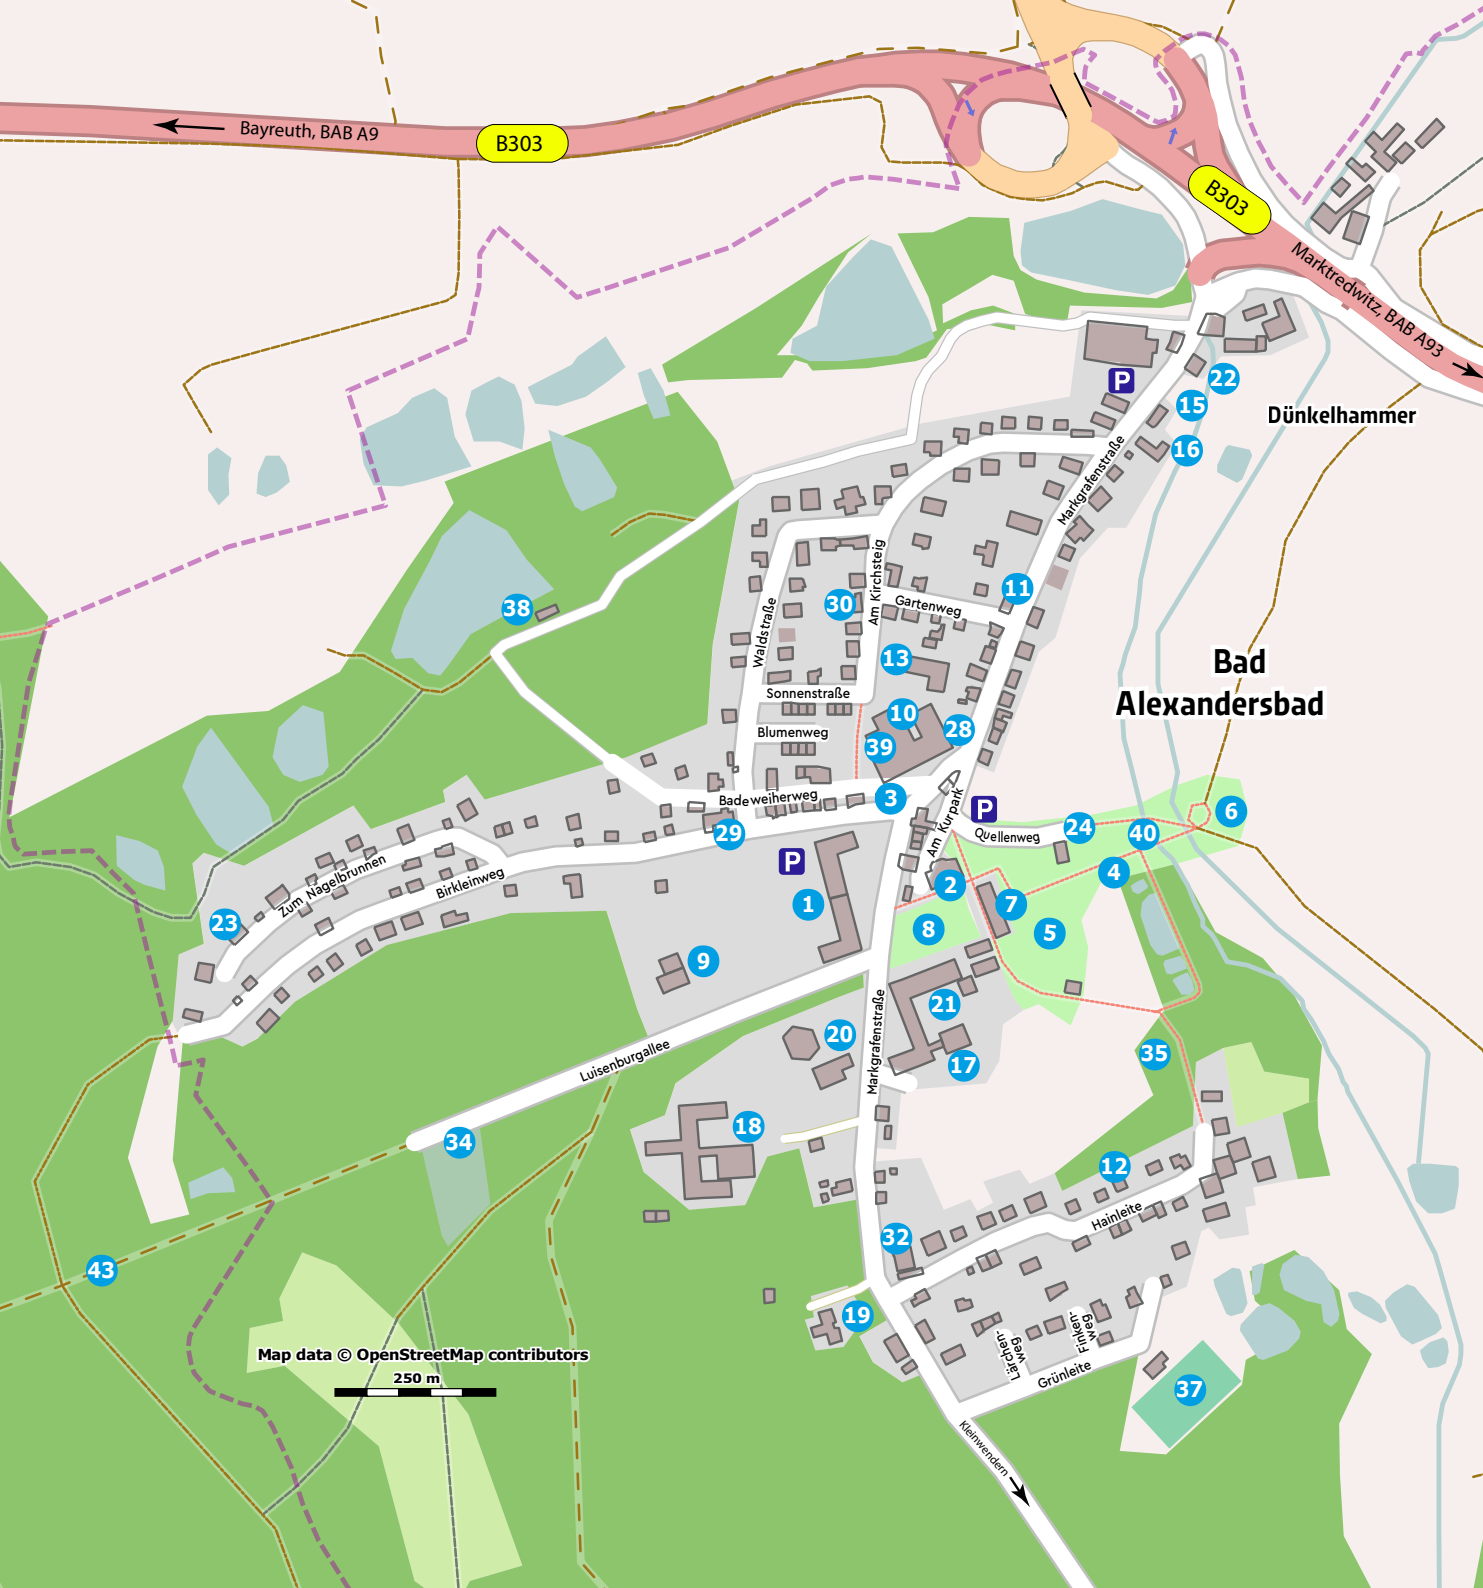 Bayreuth, BAB A9
B303
B303
Marktredwitz, BAB A93
P
22
15
Dünkelhammer
16
Markgrafenstraße
38
30
Am Kirchsteig
Gartenweg
11
Waldstraße
13
Bad
Alexandersbad
Sonnenstraße
10
28
Blumenweg
39
Badeweiherweg
3
P
6
29
Am Kurpark
Quellenweg
24
40
P
Zum Nagelbrunnen
Birkleinweg
4
2
1
7
23
8
5
9
21
Markgrafenstraße
20
Luisenburgallee
17
35
18
34
12
Hainleite
32
43
19
Lärchen-
weg
Finken-
weg
Map data © OpenStreetMap contributors
250 m
Grünleite
37
Kleinwendern